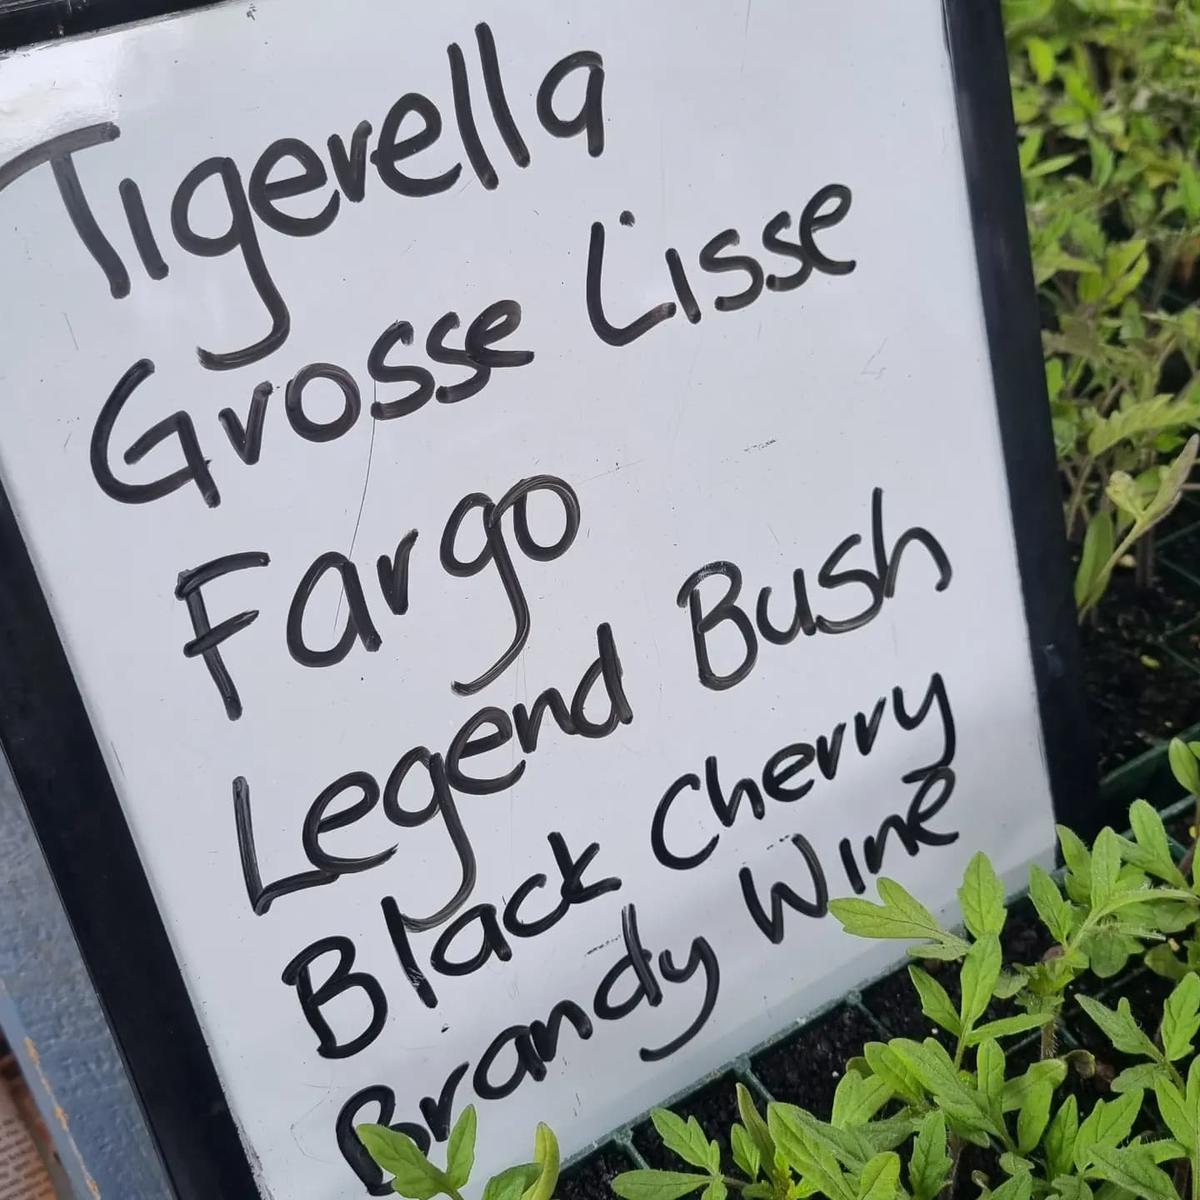 Tigerella
Grosse Lisse
Fargo
Legend Bush
Black Cherry
Brandy Wine